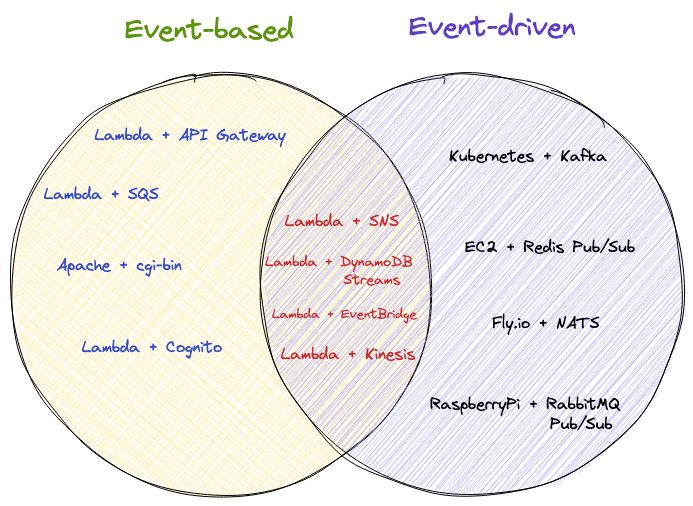 Event-based
Event-driven
Lambda + API Gateway
Lambda + SQS
Apache + cgi-bin
Lambda + Cognito
Lambda + SNS
Lambda + DynamoDB
Streams
Lambda + EventBridge
Lambda + Kinesis
Kubernetes + Kafka
EC2 + Redis Pub/Sub
Fly.io + NATS
RaspberryPi + RabbitMQ
Pub/Sub